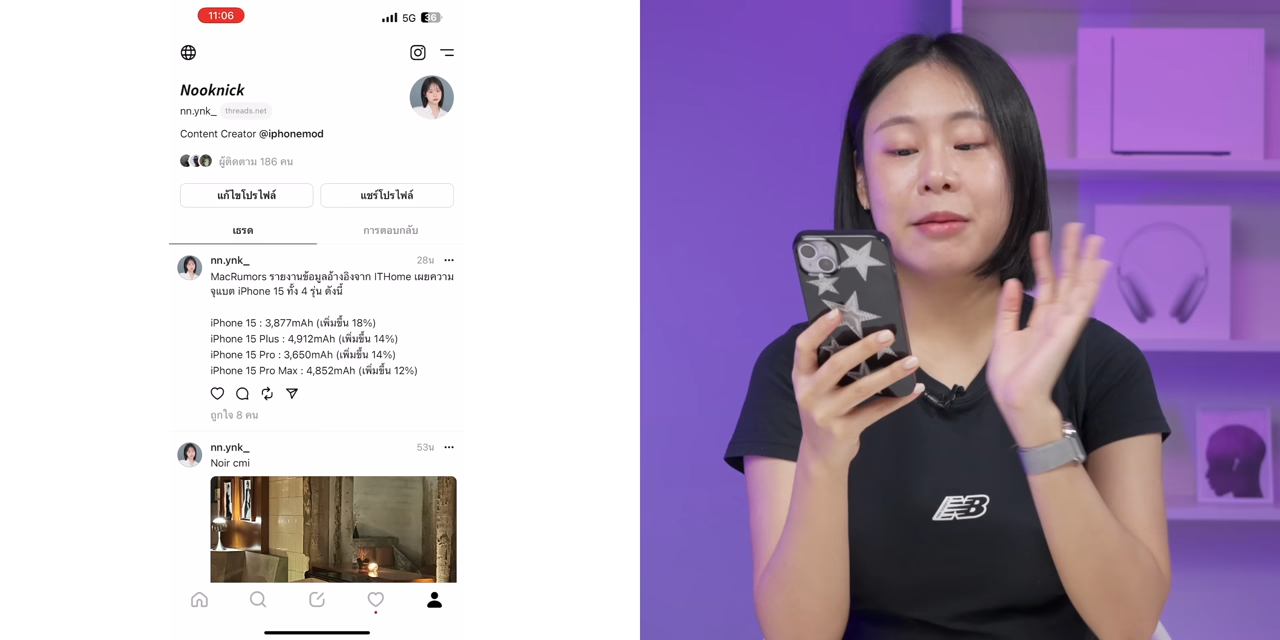 11:06
5G
36
Nooknick
nn.ynk_ threads.net
Content Creator @iphonemod
ผู้ติดตาม 186 คน
แก้ไขโปรไฟล์ แชร์โปรไฟล์
เธรด การตอบกลับ
nn.ynk_ 28น
MacRumors รายงานข้อมูลอ้างอิงจาก ITHome เผยความ
จุแบต iPhone 15 ทั้ง 4 รุ่น ดังนี้
iPhone 15 : 3,877mAh (เพิ่มขึ้น 18%)
iPhone 15 Plus : 4,912mAh (เพิ่มขึ้น 14%)
iPhone 15 Pro : 3,650mAh (เพิ่มขึ้น 14%)
iPhone 15 Pro Max : 4,852mAh (เพิ่มขึ้น 12%)
ถูกใจ 8 คน
nn.ynk_ 53น
Noir cmi
NB